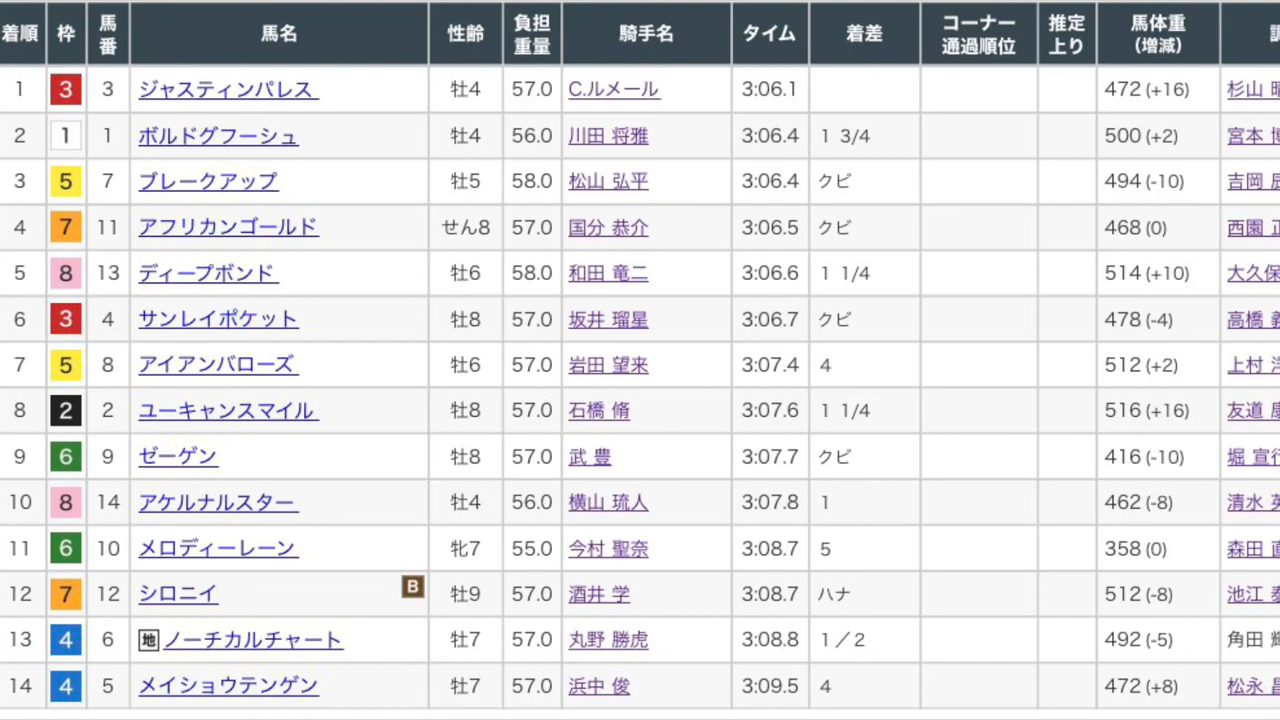 着順 枠 馬番 馬名 性齢 負担重量 騎手名 タイム 着差 コーナー通過順位 推定上り 馬体重(増減)
1 3 3 ジャスティンパレス 牡4 57.0 C.ルメール 3:06.1 472(+16) 杉山
2 1 1 ボルドグフーシュ 牡4 56.0 川田 将雅 3:06.4 1 3/4 500(+2) 宮本 博
3 5 7 ブレークアップ 牡5 58.0 松山 弘平 3:06.4 クビ 494(-10) 吉岡
4 7 11 アフリカンゴールド せん8 57.0 国分 恭介 3:06.5 クビ 468(0) 西園 正
5 8 13 ディープボンド 牡6 58.0 和田 竜二 3:06.6 1 1/4 514(+10) 大久保
6 3 4 サンレイポケット 牡8 57.0 坂井 瑠星 3:06.7 クビ 478(-4) 高橋 義
7 5 8 アイアンバローズ 牡6 57.0 岩田 望来 3:07.4 4 512(+2) 上村
8 2 2 ユーキャンスマイル 牡8 57.0 石橋 脩 3:07.6 1 1/4 516(+16) 友道 康
9 6 9 ゼーゲン 牡8 57.0 武 豊 3:07.7 クビ 416(-10) 堀 宣行
10 8 14 アケルナルスター 牡4 56.0 横山 琉人 3:07.8 1 462(-8) 清水 英
11 6 10 メロディーレーン 牝7 55.0 今村 聖奈 3:08.7 5 358(0) 森田 直
12 7 12 シロニイ B 牡9 57.0 酒井 学 3:08.7 ハナ 512(-8) 池江 泰
13 4 6 地 ノーチカルチャート 牡7 57.0 丸野 勝虎 3:08.8 1/2 492(-5) 角田 輝
14 4 5 メイショウテンゲン 牡7 57.0 浜中 俊 3:09.5 4 472(+8) 松永 昌